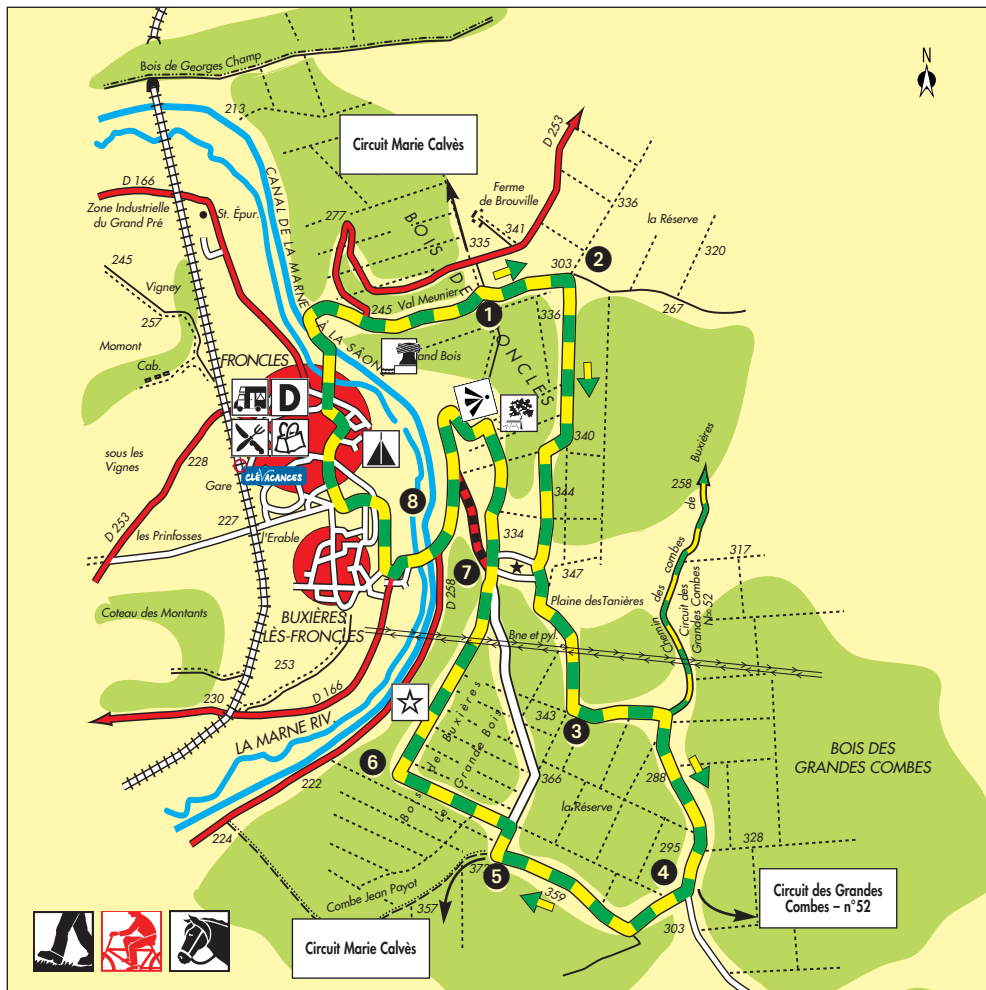 N
Bois de Georges Champ
213
Circuit Marie Calvès
D 253
D 166
CANAL DE LA MARNE
À LA SÂONE
Zone Industrielle
du Grand Pré
St. Épur.
277
BOIS DE
ONCLES
Ferme
de Brouville
336
la Réserve
335
341
320
245
Vigney
257
Momont
Cab.
303
2
245
Val Meunier
1
336
267
FRONCLES
and Bois
D
340
Buxières
258
de
sous les
Vignes
228
Gare
CLÉVACANCES
344
8
227
les Prinfosses
l'Erable
D 253
334
7
347
317
Chemin des combes
Circuit des
Grandes Combes
N° 52
Plaine desTanières
D 258
Coteau des Montants
BUXIÈRES
LÈS-FRONCLES
Bne et pyl.
253
D 166
230
LA MARNE RIV.
Bois de Buxières
Le Grande Bois
343
3
288
BOIS DES
GRANDES COMBES
6
366
222
la Réserve
224
295
328
4
372
5
359
Combe Jean Payot
357
Circuit des Grandes
Combes – n°52
303
Circuit Marie Calvès